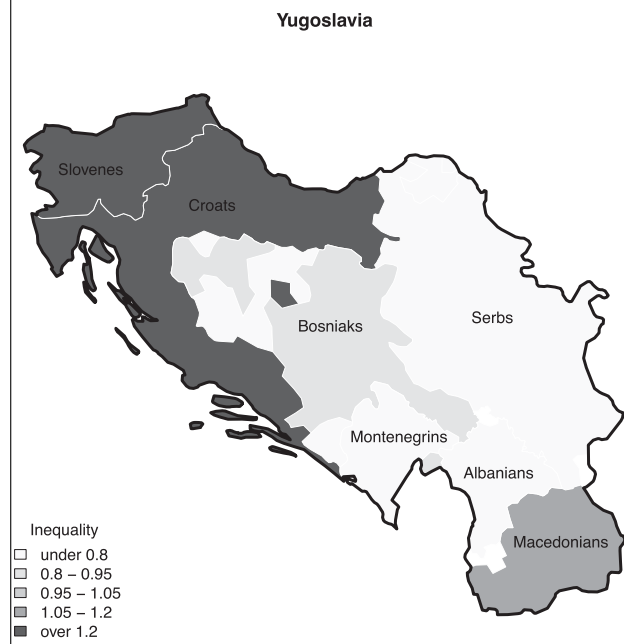 Yugoslavia
Slovenes
Croats
Serbs
Bosniaks
Montenegrins
Albanians
Macedonians
Inequality
under 0.8
0.8 – 0.95
0.95 – 1.05
1.05 – 1.2
over 1.2